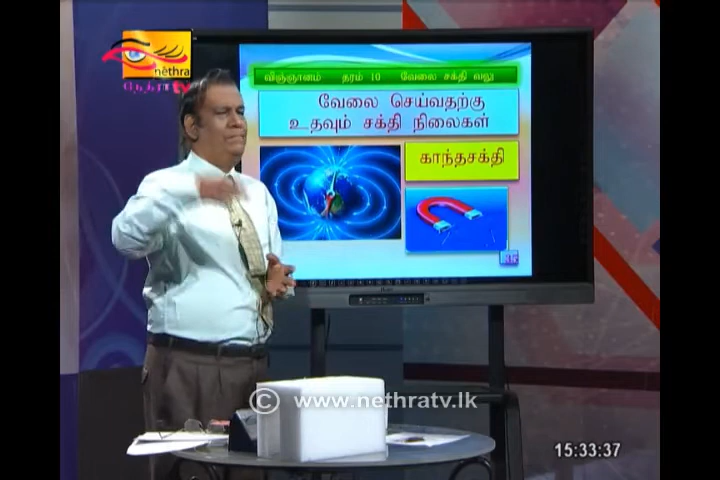 nethra
நேத்ரா tv
விஞ்ஞானம் தரம் 10 வேலை சக்தி வலு
வேலை செய்வதற்கு
உதவும் சக்தி நிலைகள்
காந்தசக்தி
© www.nethratv.lk
15:33:37